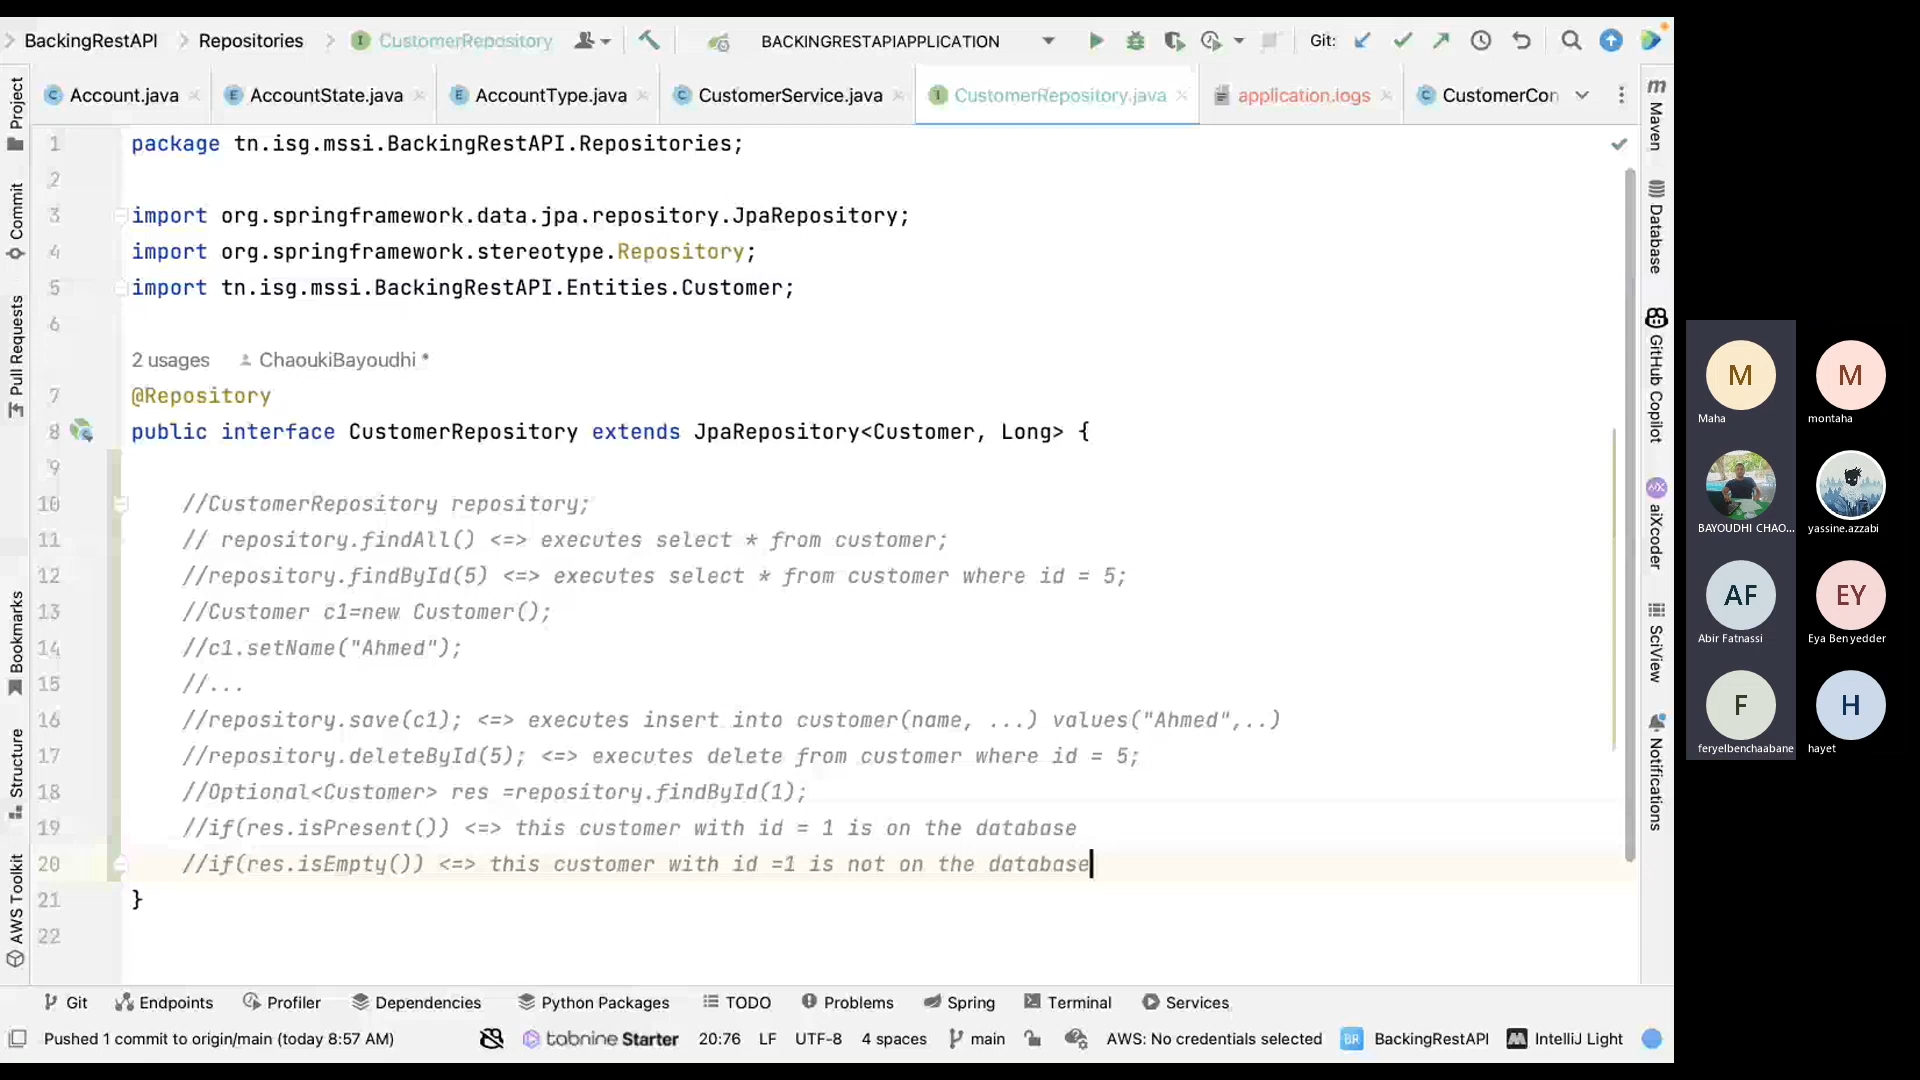 BackingRestAPI
Repositories
CustomerRepository
BACKINGRESTAPIAPPLICATION
Git:
Account.java
AccountState.java
AccountType.java
CustomerService.java
CustomerRepository.java
application.logs
CustomerCon
Project
Commit
Pull Requests
Bookmarks
Structure
AWS Toolkit
1 package tn.isg.mssi.BackingRestAPI.Repositories;
2
3 import org.springframework.data.jpa.repository.JpaRepository;
4 import org.springframework.stereotype.Repository;
5 import tn.isg.mssi.BackingRestAPI.Entities.Customer;
6
2 usages ChaoukiBayoudhi *
7 @Repository
8 public interface CustomerRepository extends JpaRepository<Customer, Long> {
9
10 //CustomerRepository repository;
11 // repository.findAll() <=> executes select * from customer;
12 //repository.findById(5) <=> executes select * from customer where id = 5;
13 //Customer c1=new Customer();
14 //c1.setName("Ahmed");
15 //...
16 //repository.save(c1); <=> executes insert into customer(name, ...) values("Ahmed",..)
17 //repository.deleteById(5); <=> executes delete from customer where id = 5;
18 //Optional<Customer> res =repository.findById(1);
19 //if(res.isPresent()) <=> this customer with id = 1 is on the database
20 //if(res.isEmpty()) <=> this customer with id =1 is not on the database
21 }
22
m Maven
Database
GitHub Copilot
aiXcoder
SciView
Notifications
M
Maha
M
montaha
BAYOUDHI CHAO...
yassine.azzabi
AF
Abir Fatnassi
EY
Eya Benyedder
F
feryelbenchaabane
H
hayet
Git
Endpoints
Profiler
Dependencies
Python Packages
TODO
Problems
Spring
Terminal
Services
Pushed 1 commit to origin/main (today 8:57 AM)
tabnine Starter
20:76
LF
UTF-8
4 spaces
main
AWS: No credentials selected
BR BackingRestAPI
IntelliJ Light